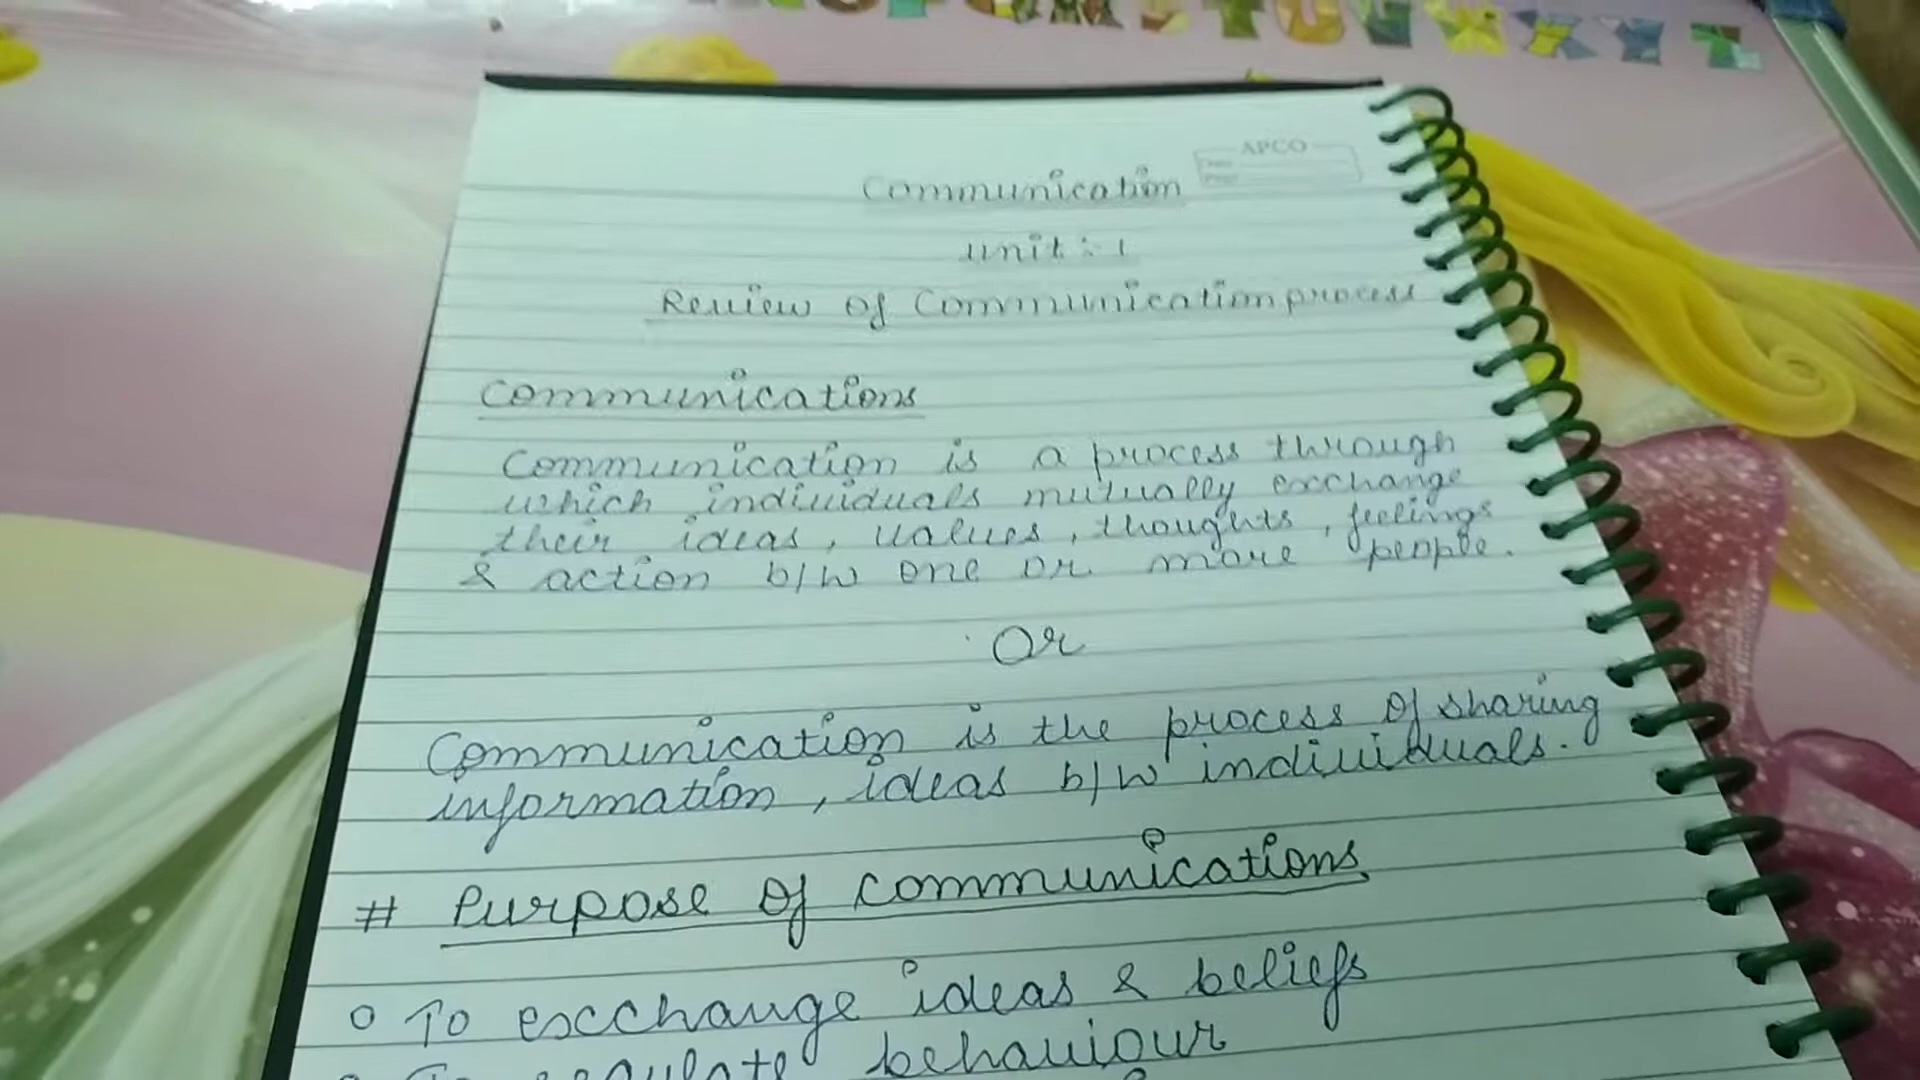 APCO
Communication
unit :- 1
Review of Communication process
Communications
Communication is a process through
which individuals mutually exchange
their ideas, values, thoughts, feelings
& action b/w one or more people.
Or
Communication is the process of sharing
information, ideas b/w individuals.
# Purpose of communications
o To exchange ideas & beliefs
o To regulate behaviour